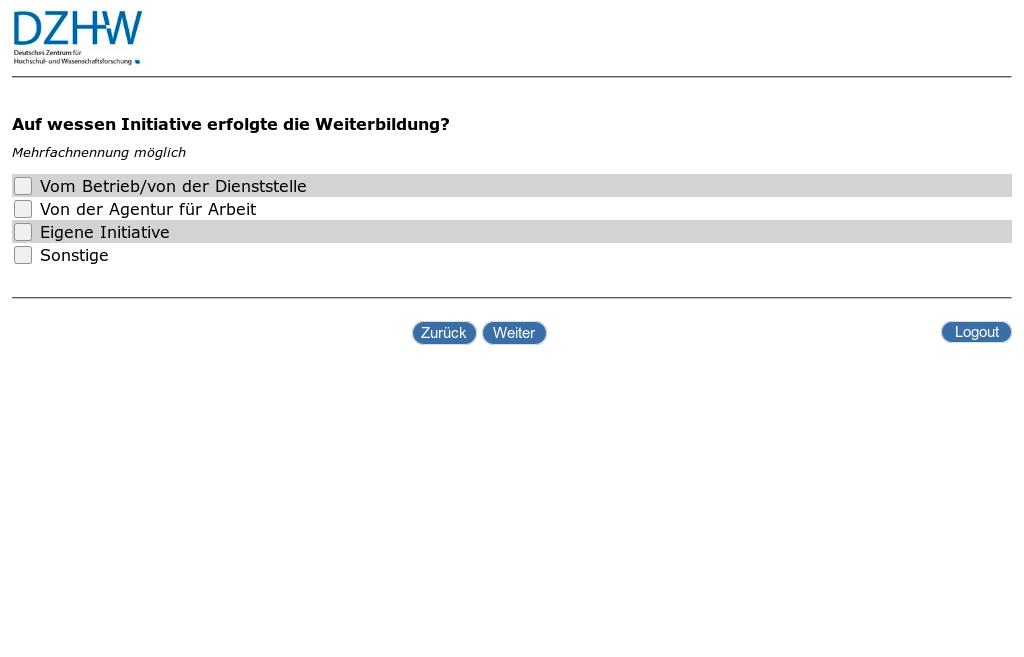 DZHW
Deutsches Zentrum für
Hochschul- und Wissenschaftsforschung
Auf wessen Initiative erfolgte die Weiterbildung?
Mehrfachnennung möglich
Vom Betrieb/von der Dienststelle
Von der Agentur für Arbeit
Eigene Initiative
Sonstige
Zurück Weiter Logout